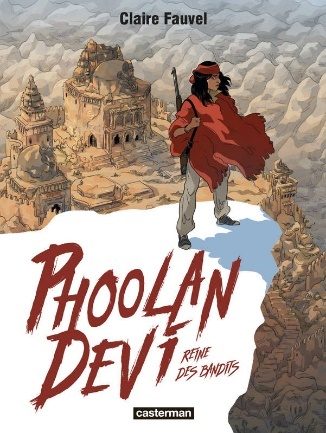 Claire Fauvel
PHOOLAN
DEVI
REINE
DES BANDITS
casterman